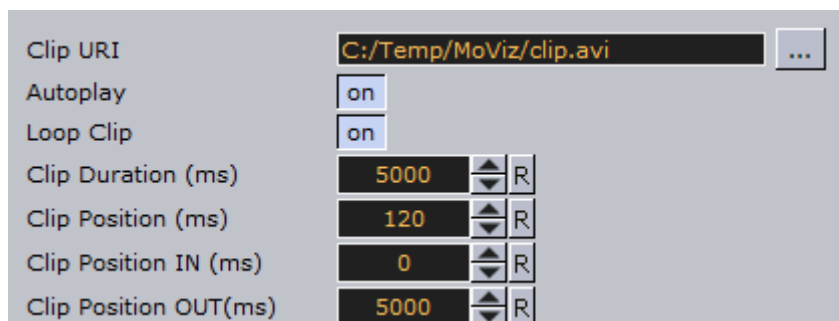 Clip URI C:/Temp/MoViz/clip.avi ...
Autoplay on
Loop Clip on
Clip Duration (ms) 5000 R
Clip Position (ms) 120 R
Clip Position IN (ms) 0 R
Clip Position OUT(ms) 5000 R